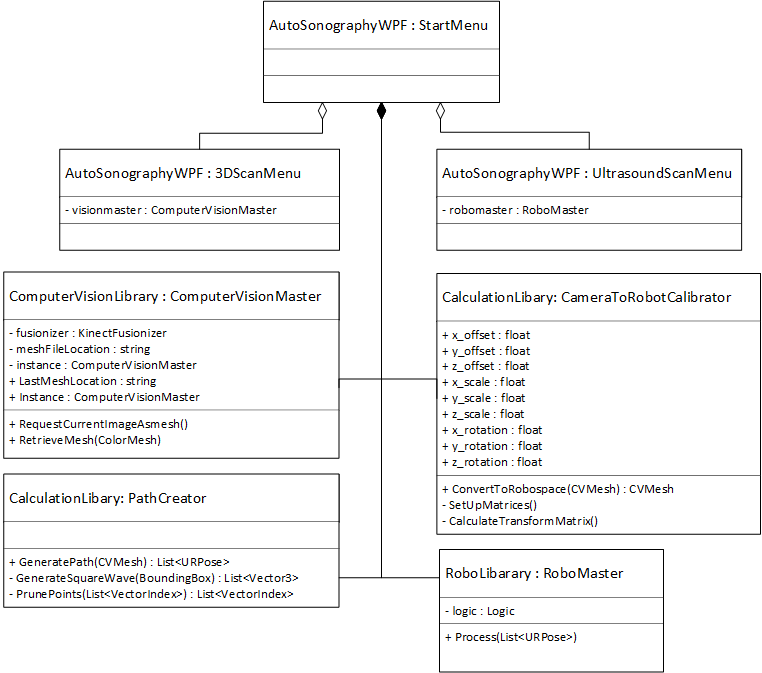 AutoSonographyWPF : StartMenu
AutoSonographyWPF : 3DScanMenu
- visionmaster : ComputerVisionMaster
AutoSonographyWPF : UltrasoundScanMenu
- robomaster : RoboMaster
ComputerVisionLibrary : ComputerVisionMaster
- fusionizer : KinectFusionizer
- meshFileLocation : string
- instance : ComputerVisionMaster
+ LastMeshLocation : string
+ Instance : ComputerVisionMaster
+ RequestCurrentImageAsmesh()
+ RetrieveMesh(ColorMesh)
CalculationLibary: CameraToRobotCalibrator
+ x_offset : float
+ y_offset : float
+ z_offset : float
+ x_scale : float
+ y_scale : float
+ z_scale : float
+ x_rotation : float
+ y_rotation : float
+ z_rotation : float
+ ConvertToRobospace(CVMesh) : CVMesh
- SetUpMatrices()
- CalculateTransformMatrix()
CalculationLibary: PathCreator
+ GeneratePath(CVMesh) : List<URPose>
- GenerateSquareWave(BoundingBox) : List<Vector3>
- PrunePoints(List<VectorIndex>) : List<VectorIndex>
RoboLibarary : RoboMaster
- logic : Logic
+ Process(List<URPose>)